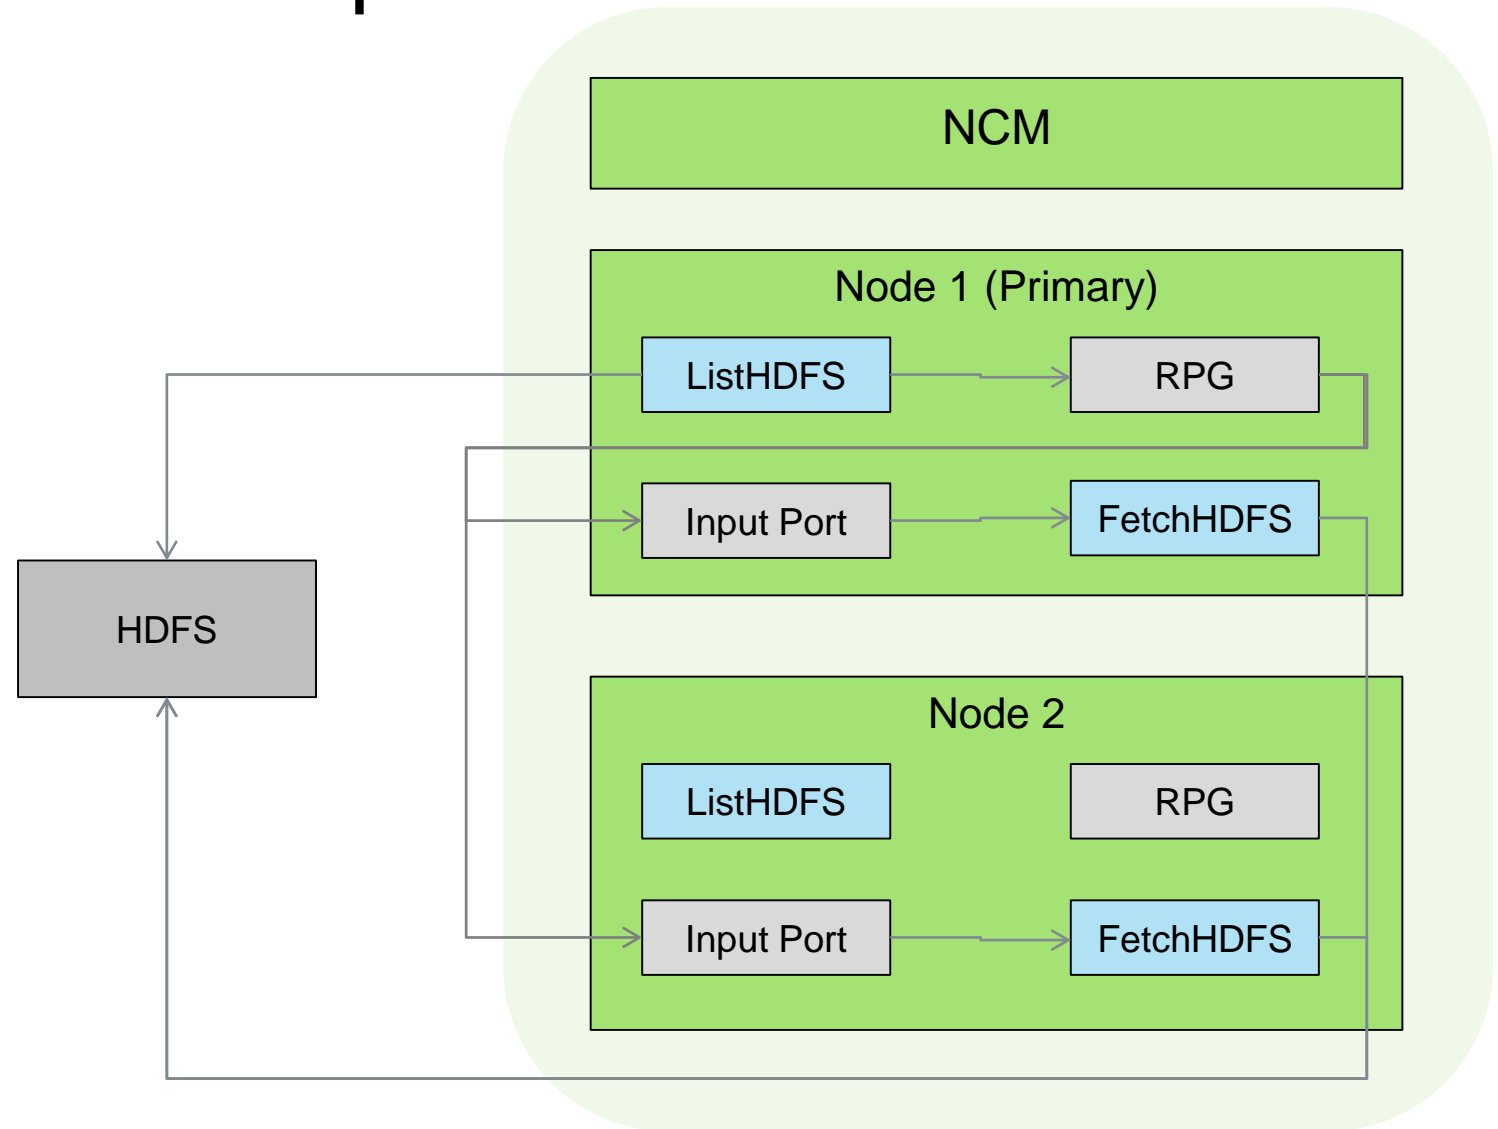 NCM
Node 1 (Primary)
ListHDFS
RPG
Input Port
FetchHDFS
HDFS
Node 2
ListHDFS
RPG
Input Port
FetchHDFS